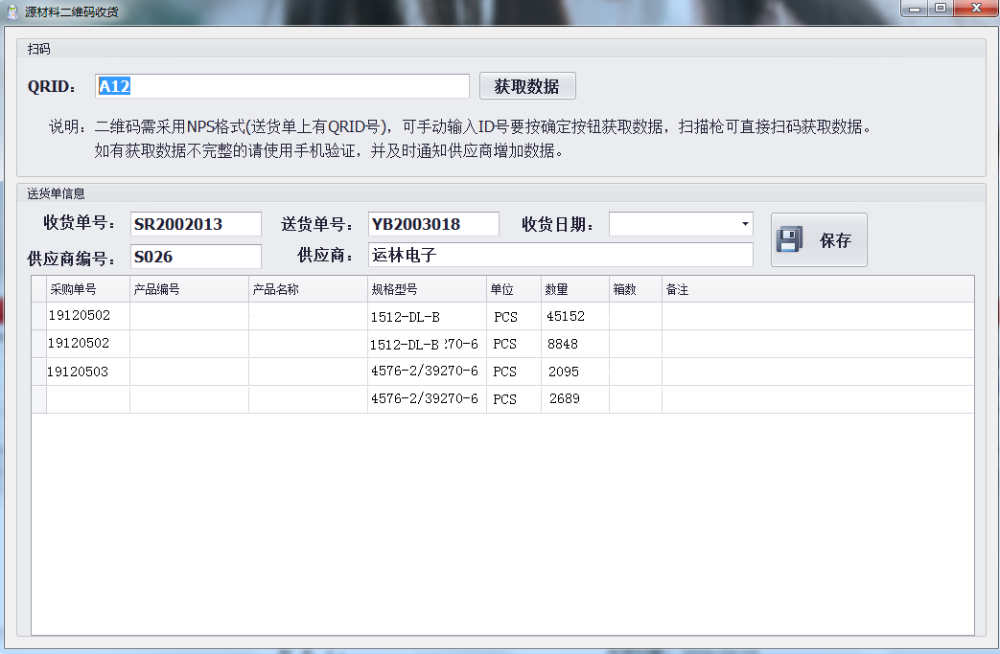 源材料二维码收货
扫码
QRID： A12 获取数据
说明：二维码需采用NPS格式(送货单上有QRID号)，可手动输入ID号要按确定按钮获取数据，扫描枪可直接扫码获取数据。
如有获取数据不完整的请使用手机验证，并及时通知供应商增加数据。
送货单信息
收货单号： SR2002013 送货单号： YB2003018 收货日期： 保存
供应商编号： S026 供应商： 运林电子
采购单号 产品编号 产品名称 规格型号 单位 数量 箱数 备注
19120502 1512-DL-B PCS 45152
19120502 1512-DL-B 270-6 PCS 8848
19120503 4576-2/39270-6 PCS 2095
4576-2/39270-6 PCS 2689